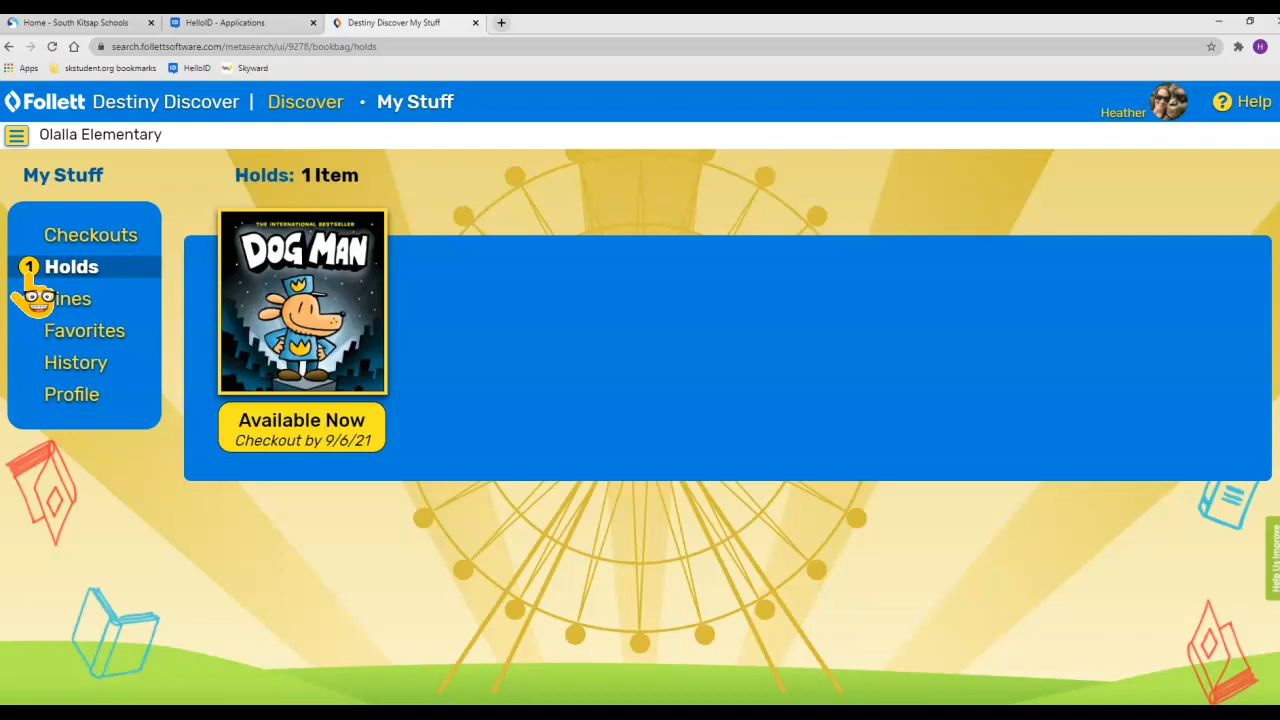 Home - South Kitsap Schools
HelloID - Applications
Destiny Discover My Stuff
search.follettsoftware.com/metasearch/ui/9278/bookbag/holds
H
Apps
skstudent.org bookmarks
HelloID
Skyward
Follett Destiny Discover | Discover • My Stuff
Heather
? Help
Olalla Elementary
My Stuff
Checkouts
1 Holds
ines
Favorites
History
Profile
Holds: 1 Item
THE INTERNATIONAL BESTSELLER
DOG MAN
Available Now
Checkout by 9/6/21
Help Us Improve